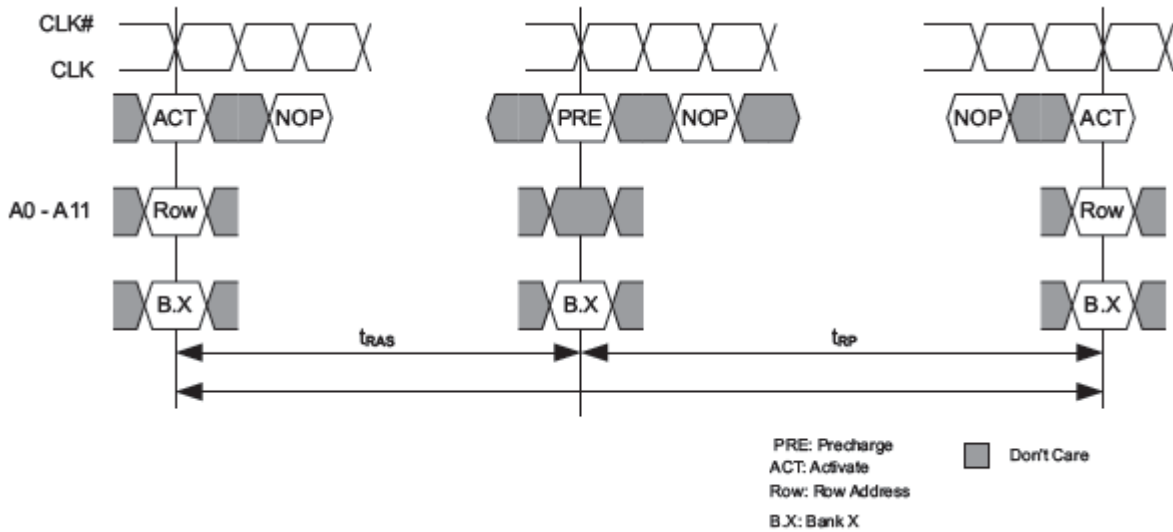 CLK#
CLK
ACT NOP PRE NOP NOP ACT
A0 - A11 Row Row
B.X B.X B.X
tRAS tRP
PRE: Precharge
ACT: Activate
Don't Care
Row: Row Address
B.X: Bank X